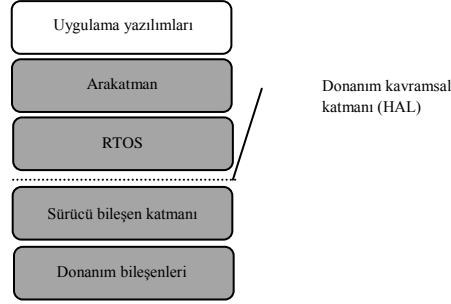 Uygulama yazılımları
Arakatman
RTOS
Sürücü bileşen katmanı
Donanım bileşenleri
Donanım kavramsal
katmanı (HAL)